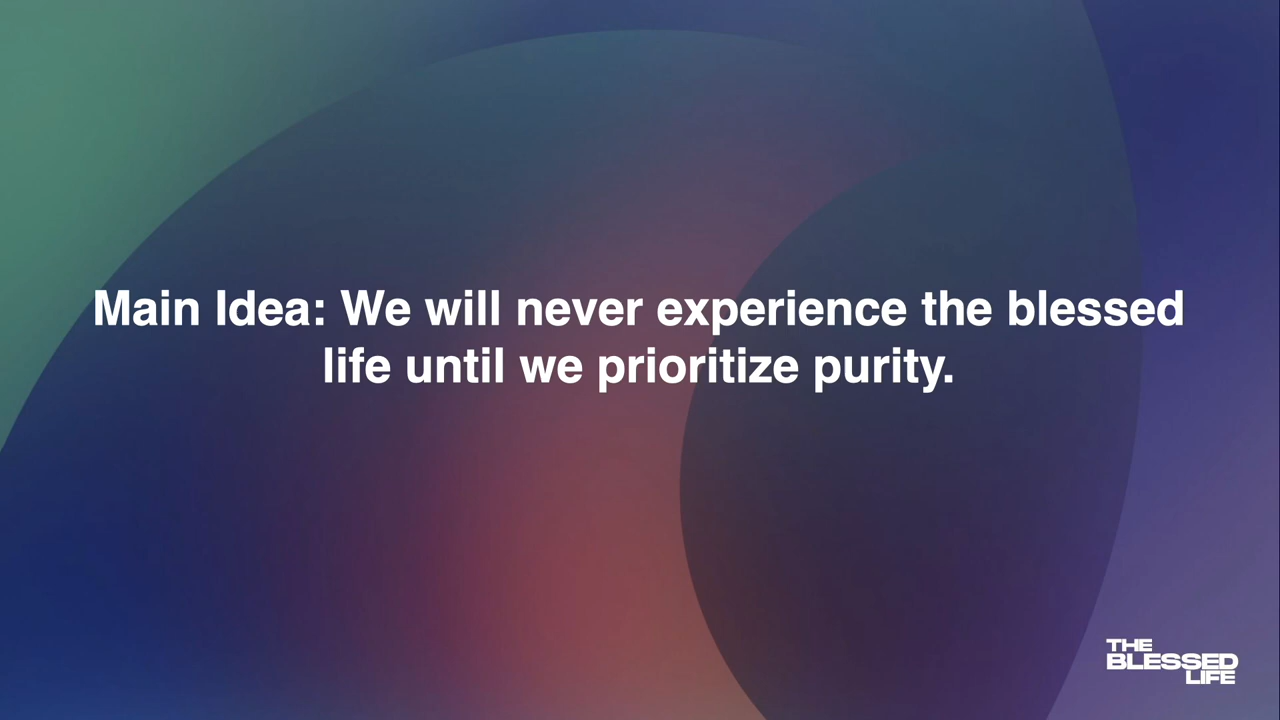 Main Idea: We will never experience the blessed
life until we prioritize purity.
THE
BLESSED
LIFE